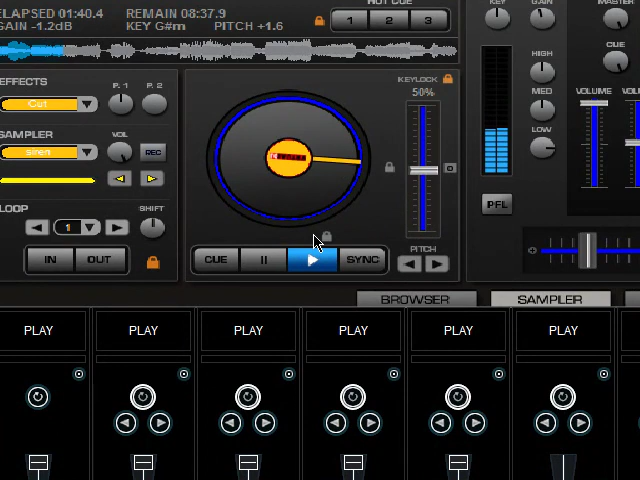 ELAPSED 01:40.4 REMAIN 08:37.9
GAIN -1.2dB KEY G#m PITCH +1.6
HOT CUE
1 2 3
KEY GAIN MASTER
EFFECTS P. 1 P. 2
Cut
KEYLOCK
50%
HIGH
CUE
MED
VOLUME
LOW
SAMPLER VOL
siren REC
LOOP SHIFT
1
IN OUT
CUE II SYNC
PITCH
PFL
BROWSER SAMPLER
PLAY PLAY PLAY PLAY PLAY PLAY